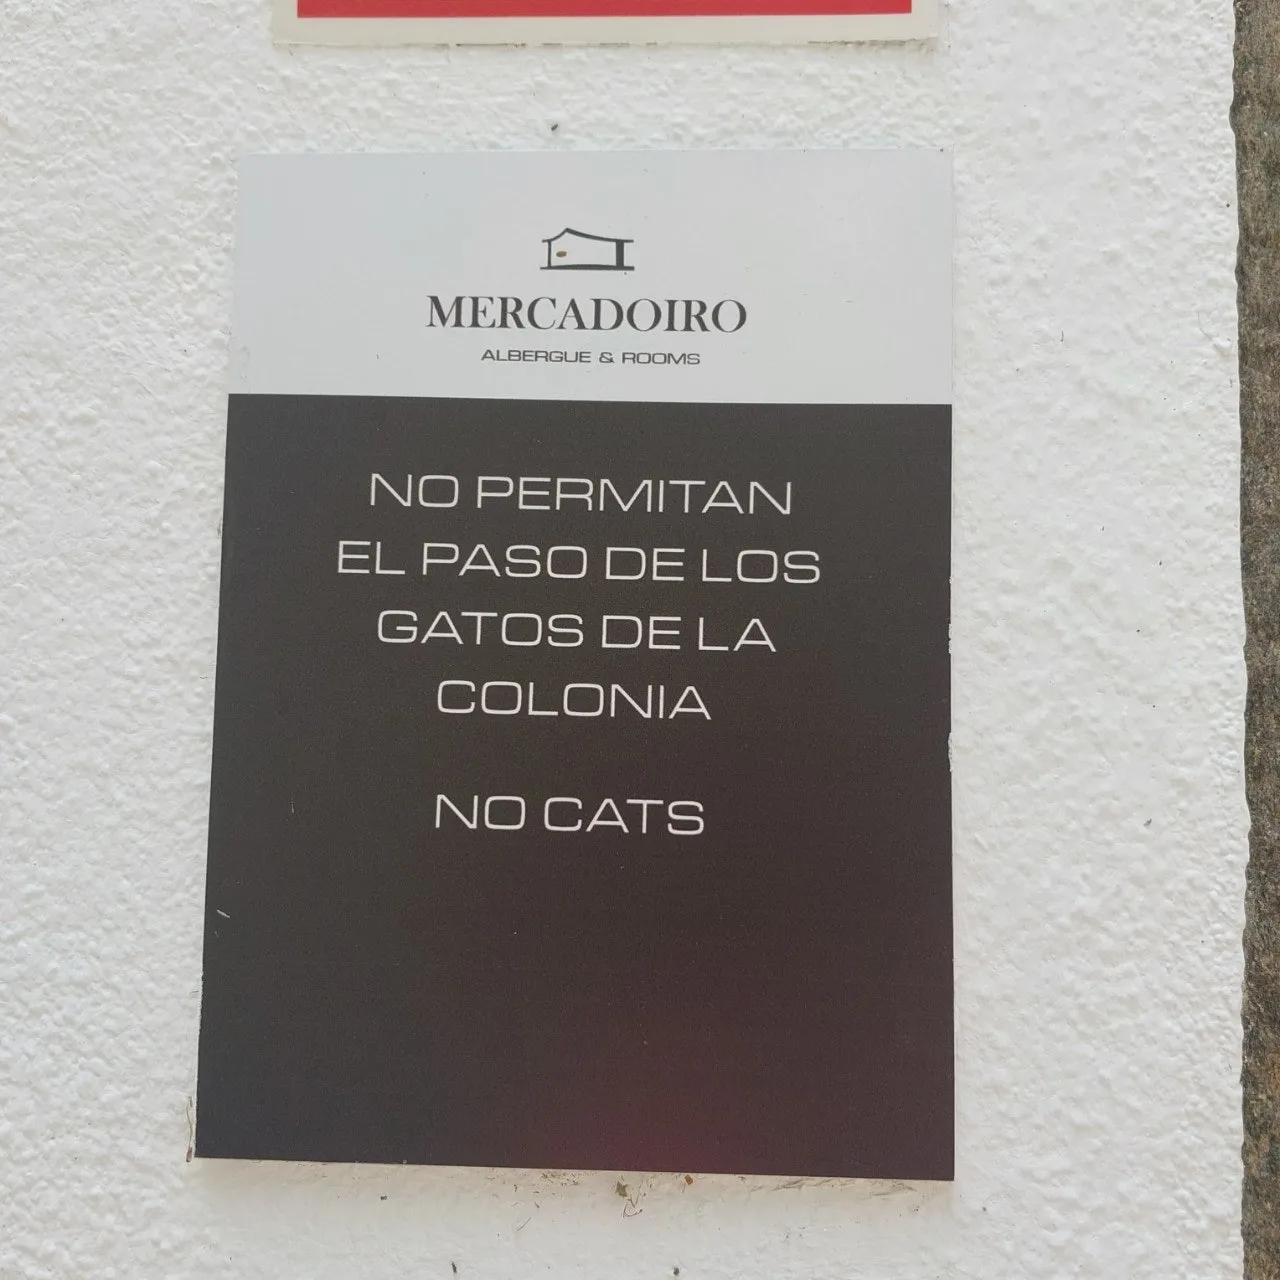 MERCADOIRO
ALBERGUE & ROOMS
NO PERMITAN
EL PASO DE LOS
GATOS DE LA
COLONIA
NO CATS